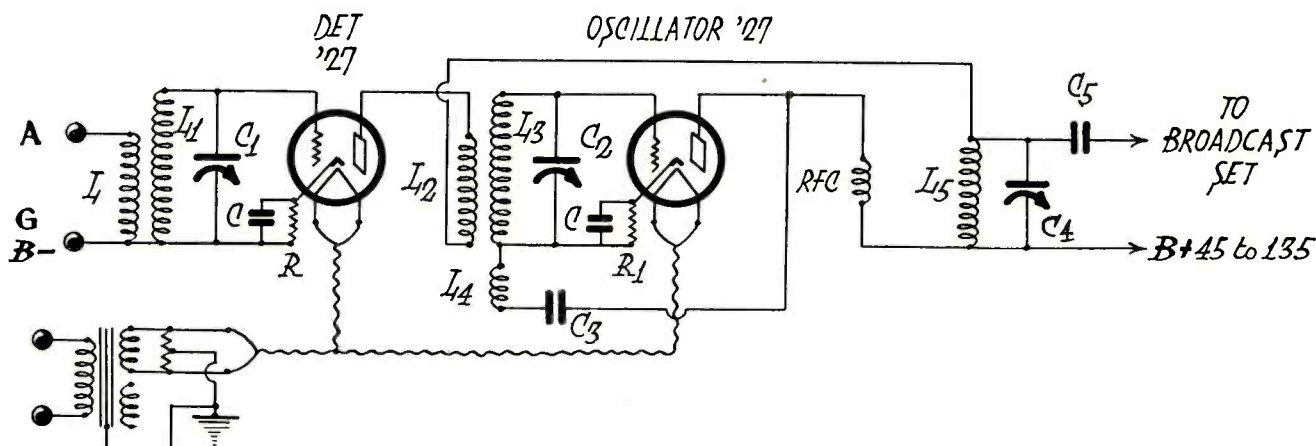 DET
'27
OSCILLATOR '27
A
L
L1
C1
C
R
L2
L3
C2
C
R1
L4
C3
RFC
L5
C4
C5
TO
BROADCAST
SET
G
B-
B+45 to 135